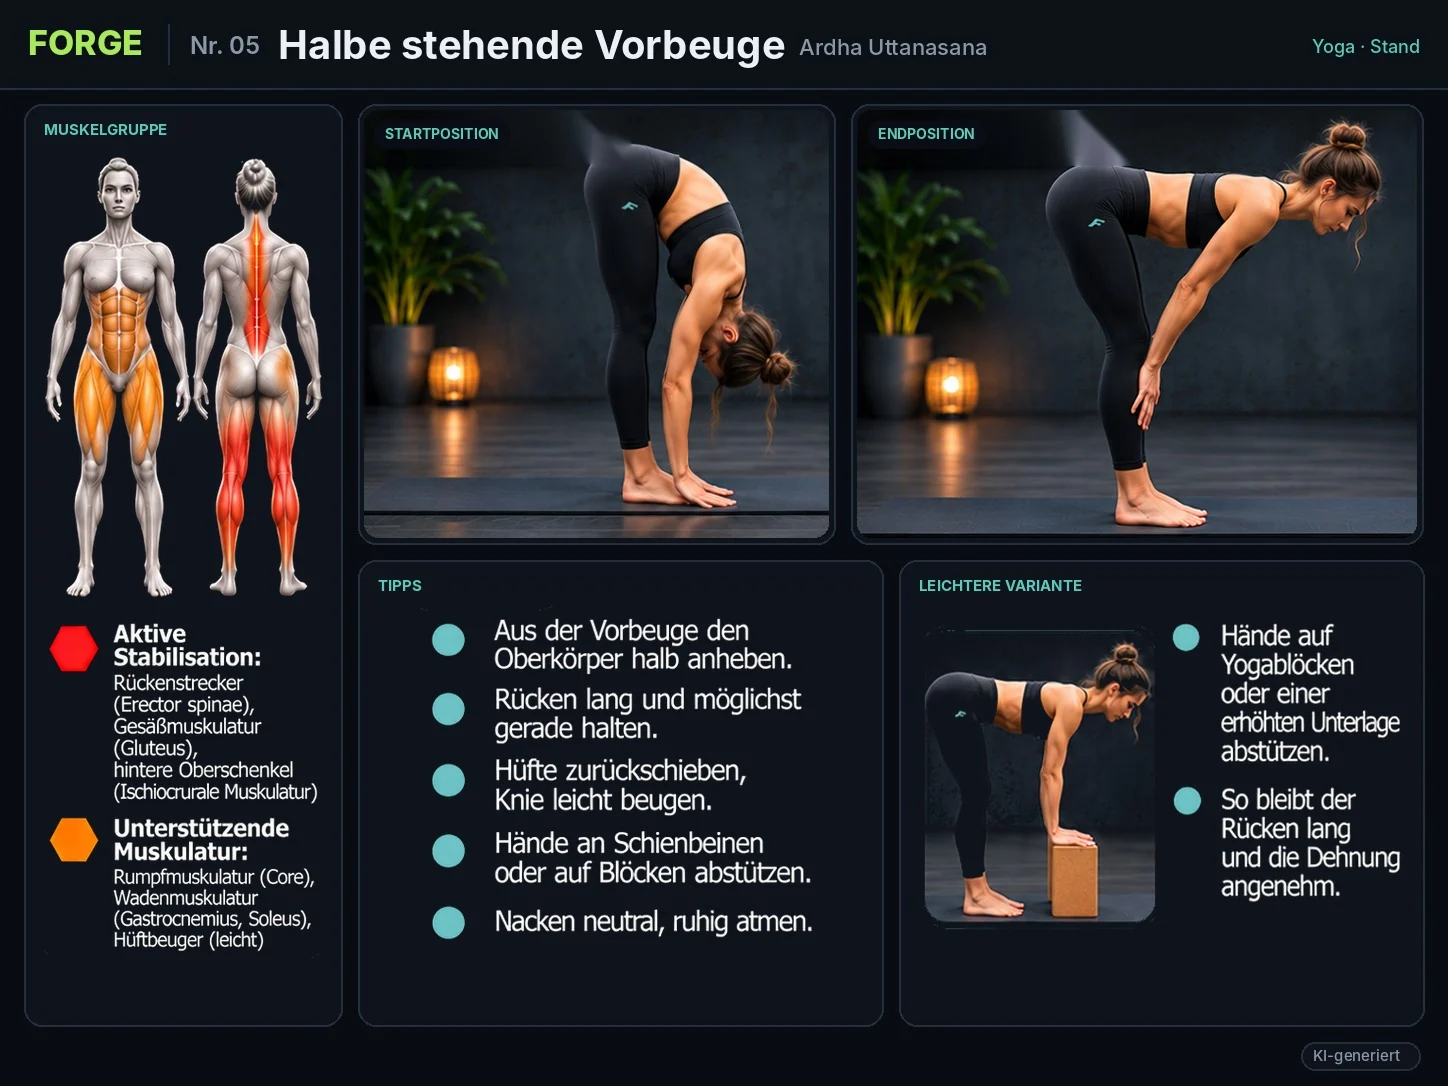 FORGE
Nr. 05
Halbe stehende Vorbeuge
Ardha Uttanasana
Yoga · Stand
MUSKELGRUPPE
Aktive
Stabilisation:
Rückenstrecker
(Erector spinae),
Gesäßmuskulatur
(Gluteus),
hintere Oberschenkel
(Ischiocrurale Muskulatur)
Unterstützende
Muskulatur:
Rumpfmuskulatur (Core),
Wadenmuskulatur
(Gastrocnemius, Soleus),
Hüftbeuger (leicht)
STARTPOSITION
ENDPOSITION
TIPPS
Aus der Vorbeuge den
Oberkörper halb anheben.
Rücken lang und möglichst
gerade halten.
Hüfte zurückschieben,
Knie leicht beugen.
Hände an Schienbeinen
oder auf Blöcken abstützen.
Nacken neutral, ruhig atmen.
LEICHTERE VARIANTE
Hände auf
Yogablöcken
oder einer
erhöhten Unterlage
abstützen.
So bleibt der
Rücken lang
und die Dehnung
angenehm.
KI-generiert